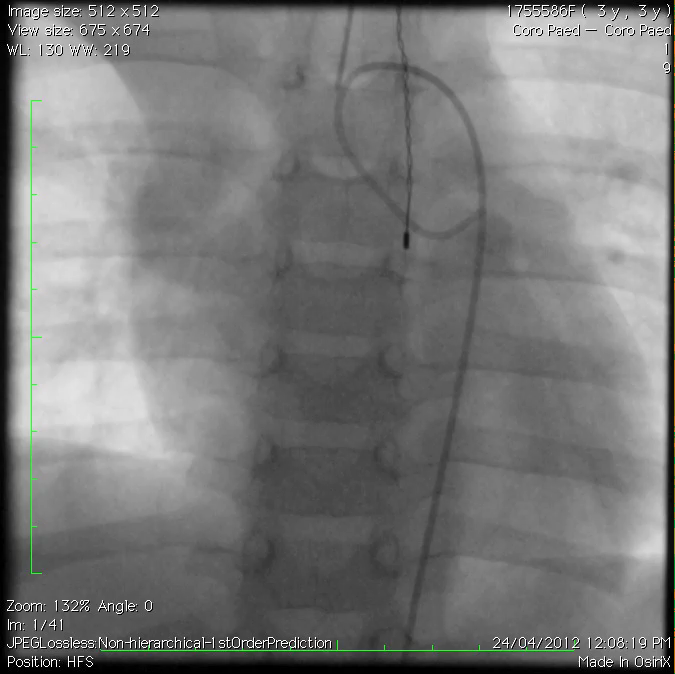 Image size: 512 x 512
View size: 675 x 674
WL: 130 WW: 219
1755586F ( 3 y , 3 y )
Coro Paed — Coro Paed
1
9
Zoom: 132% Angle: 0
Im: 1/41
JPEGLossless:Non-hierarchical-1stOrderPrediction
Position: HFS
24/04/2012 12:08:19 PM
Made In OsiriX